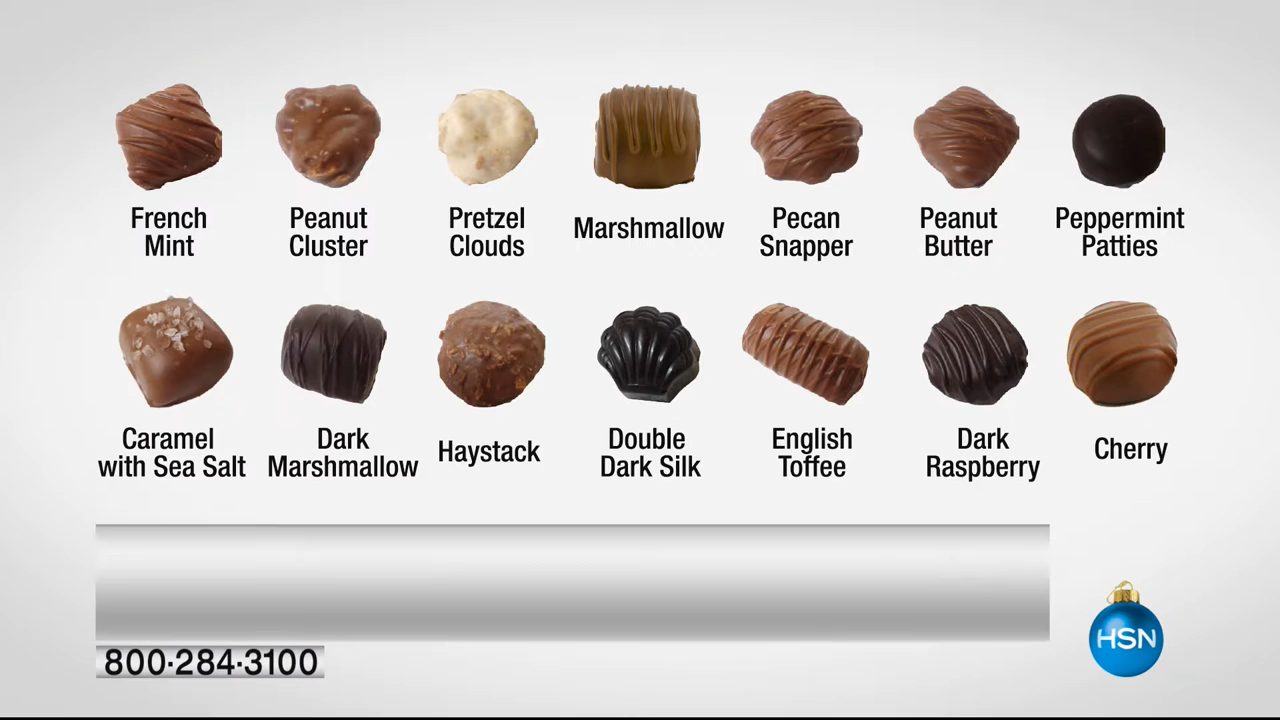 French
Mint
Peanut
Cluster
Pretzel
Clouds
Marshmallow
Pecan
Snapper
Peanut
Butter
Peppermint
Patties
Caramel
with Sea Salt
Dark
Marshmallow
Haystack
Double
Dark Silk
English
Toffee
Dark
Raspberry
Cherry
800·284·3100
HSN